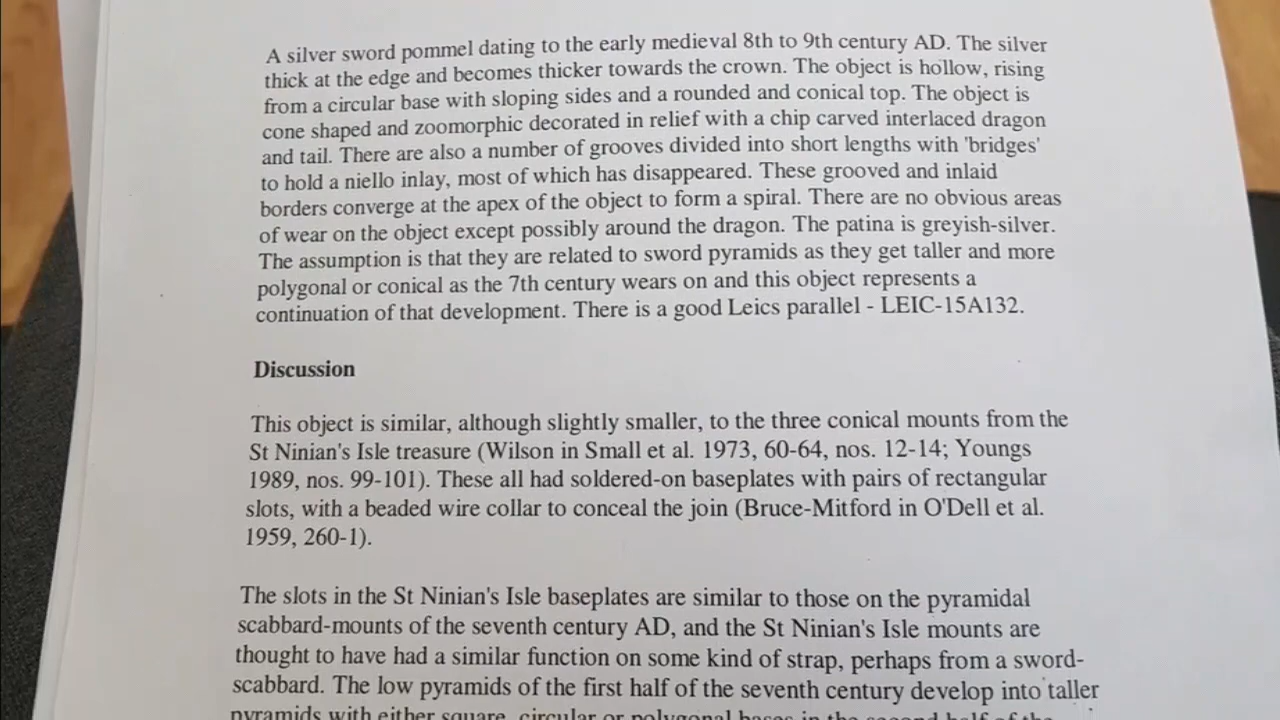 A silver sword pommel dating to the early medieval 8th to 9th century AD. The silver
thick at the edge and becomes thicker towards the crown. The object is hollow, rising
from a circular base with sloping sides and a rounded and conical top. The object is
cone shaped and zoomorphic decorated in relief with a chip carved interlaced dragon
and tail. There are also a number of grooves divided into short lengths with 'bridges'
to hold a niello inlay, most of which has disappeared. These grooved and inlaid
borders converge at the apex of the object to form a spiral. There are no obvious areas
of wear on the object except possibly around the dragon. The patina is greyish-silver.
The assumption is that they are related to sword pyramids as they get taller and more
polygonal or conical as the 7th century wears on and this object represents a
continuation of that development. There is a good Leics parallel - LEIC-15A132.
Discussion
This object is similar, although slightly smaller, to the three conical mounts from the
St Ninian's Isle treasure (Wilson in Small et al. 1973, 60-64, nos. 12-14; Youngs
1989, nos. 99-101). These all had soldered-on baseplates with pairs of rectangular
slots, with a beaded wire collar to conceal the join (Bruce-Mitford in O'Dell et al.
1959, 260-1).
The slots in the St Ninian's Isle baseplates are similar to those on the pyramidal
scabbard-mounts of the seventh century AD, and the St Ninian's Isle mounts are
thought to have had a similar function on some kind of strap, perhaps from a sword-
scabbard. The low pyramids of the first half of the seventh century develop into taller
pyramids with either square, circular or polygonal bases in the second half of the